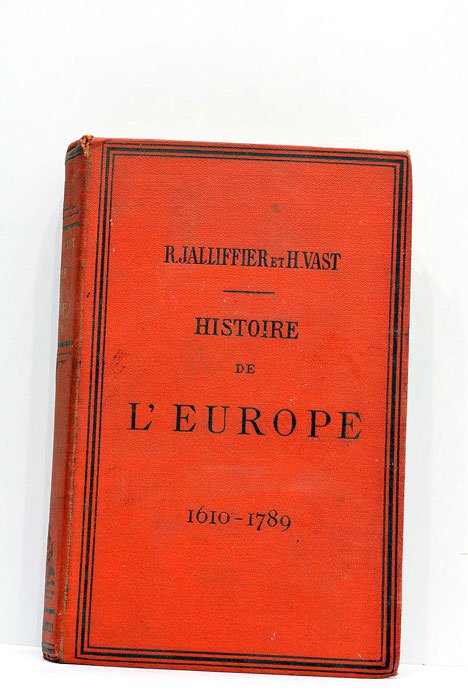 R. JALLIFFIER ET H. VAST
HISTOIRE
DE
L'EUROPE
1610-1789